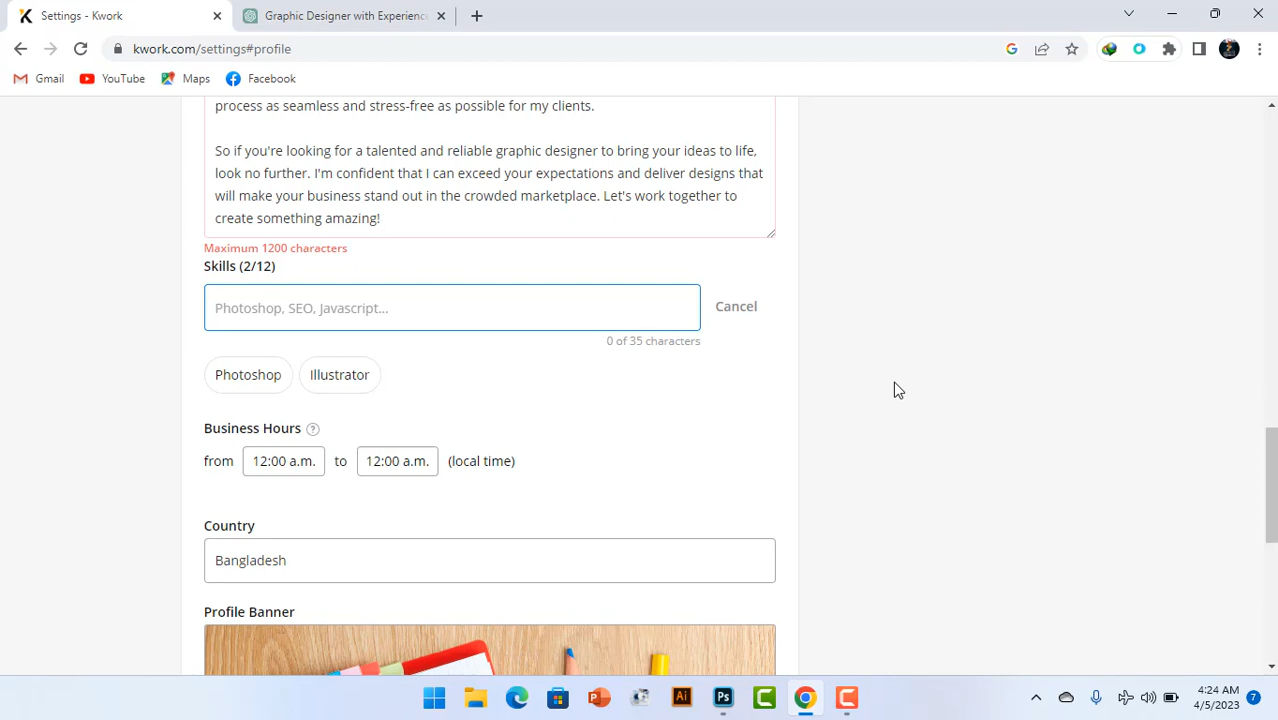 Settings - Kwork
Graphic Designer with Experienc
kwork.com/settings#profile
Gmail
YouTube
Maps
Facebook
process as seamless and stress-free as possible for my clients.
So if you're looking for a talented and reliable graphic designer to bring your ideas to life,
look no further. I'm confident that I can exceed your expectations and deliver designs that
will make your business stand out in the crowded marketplace. Let's work together to
create something amazing!
Maximum 1200 characters
Skills (2/12)
Photoshop, SEO, Javascript...
Cancel
0 of 35 characters
Photoshop
Illustrator
Business Hours ?
from 12:00 a.m. to 12:00 a.m. (local time)
Country
Bangladesh
Profile Banner
Ai
Ps
4:24 AM
4/5/2023
7